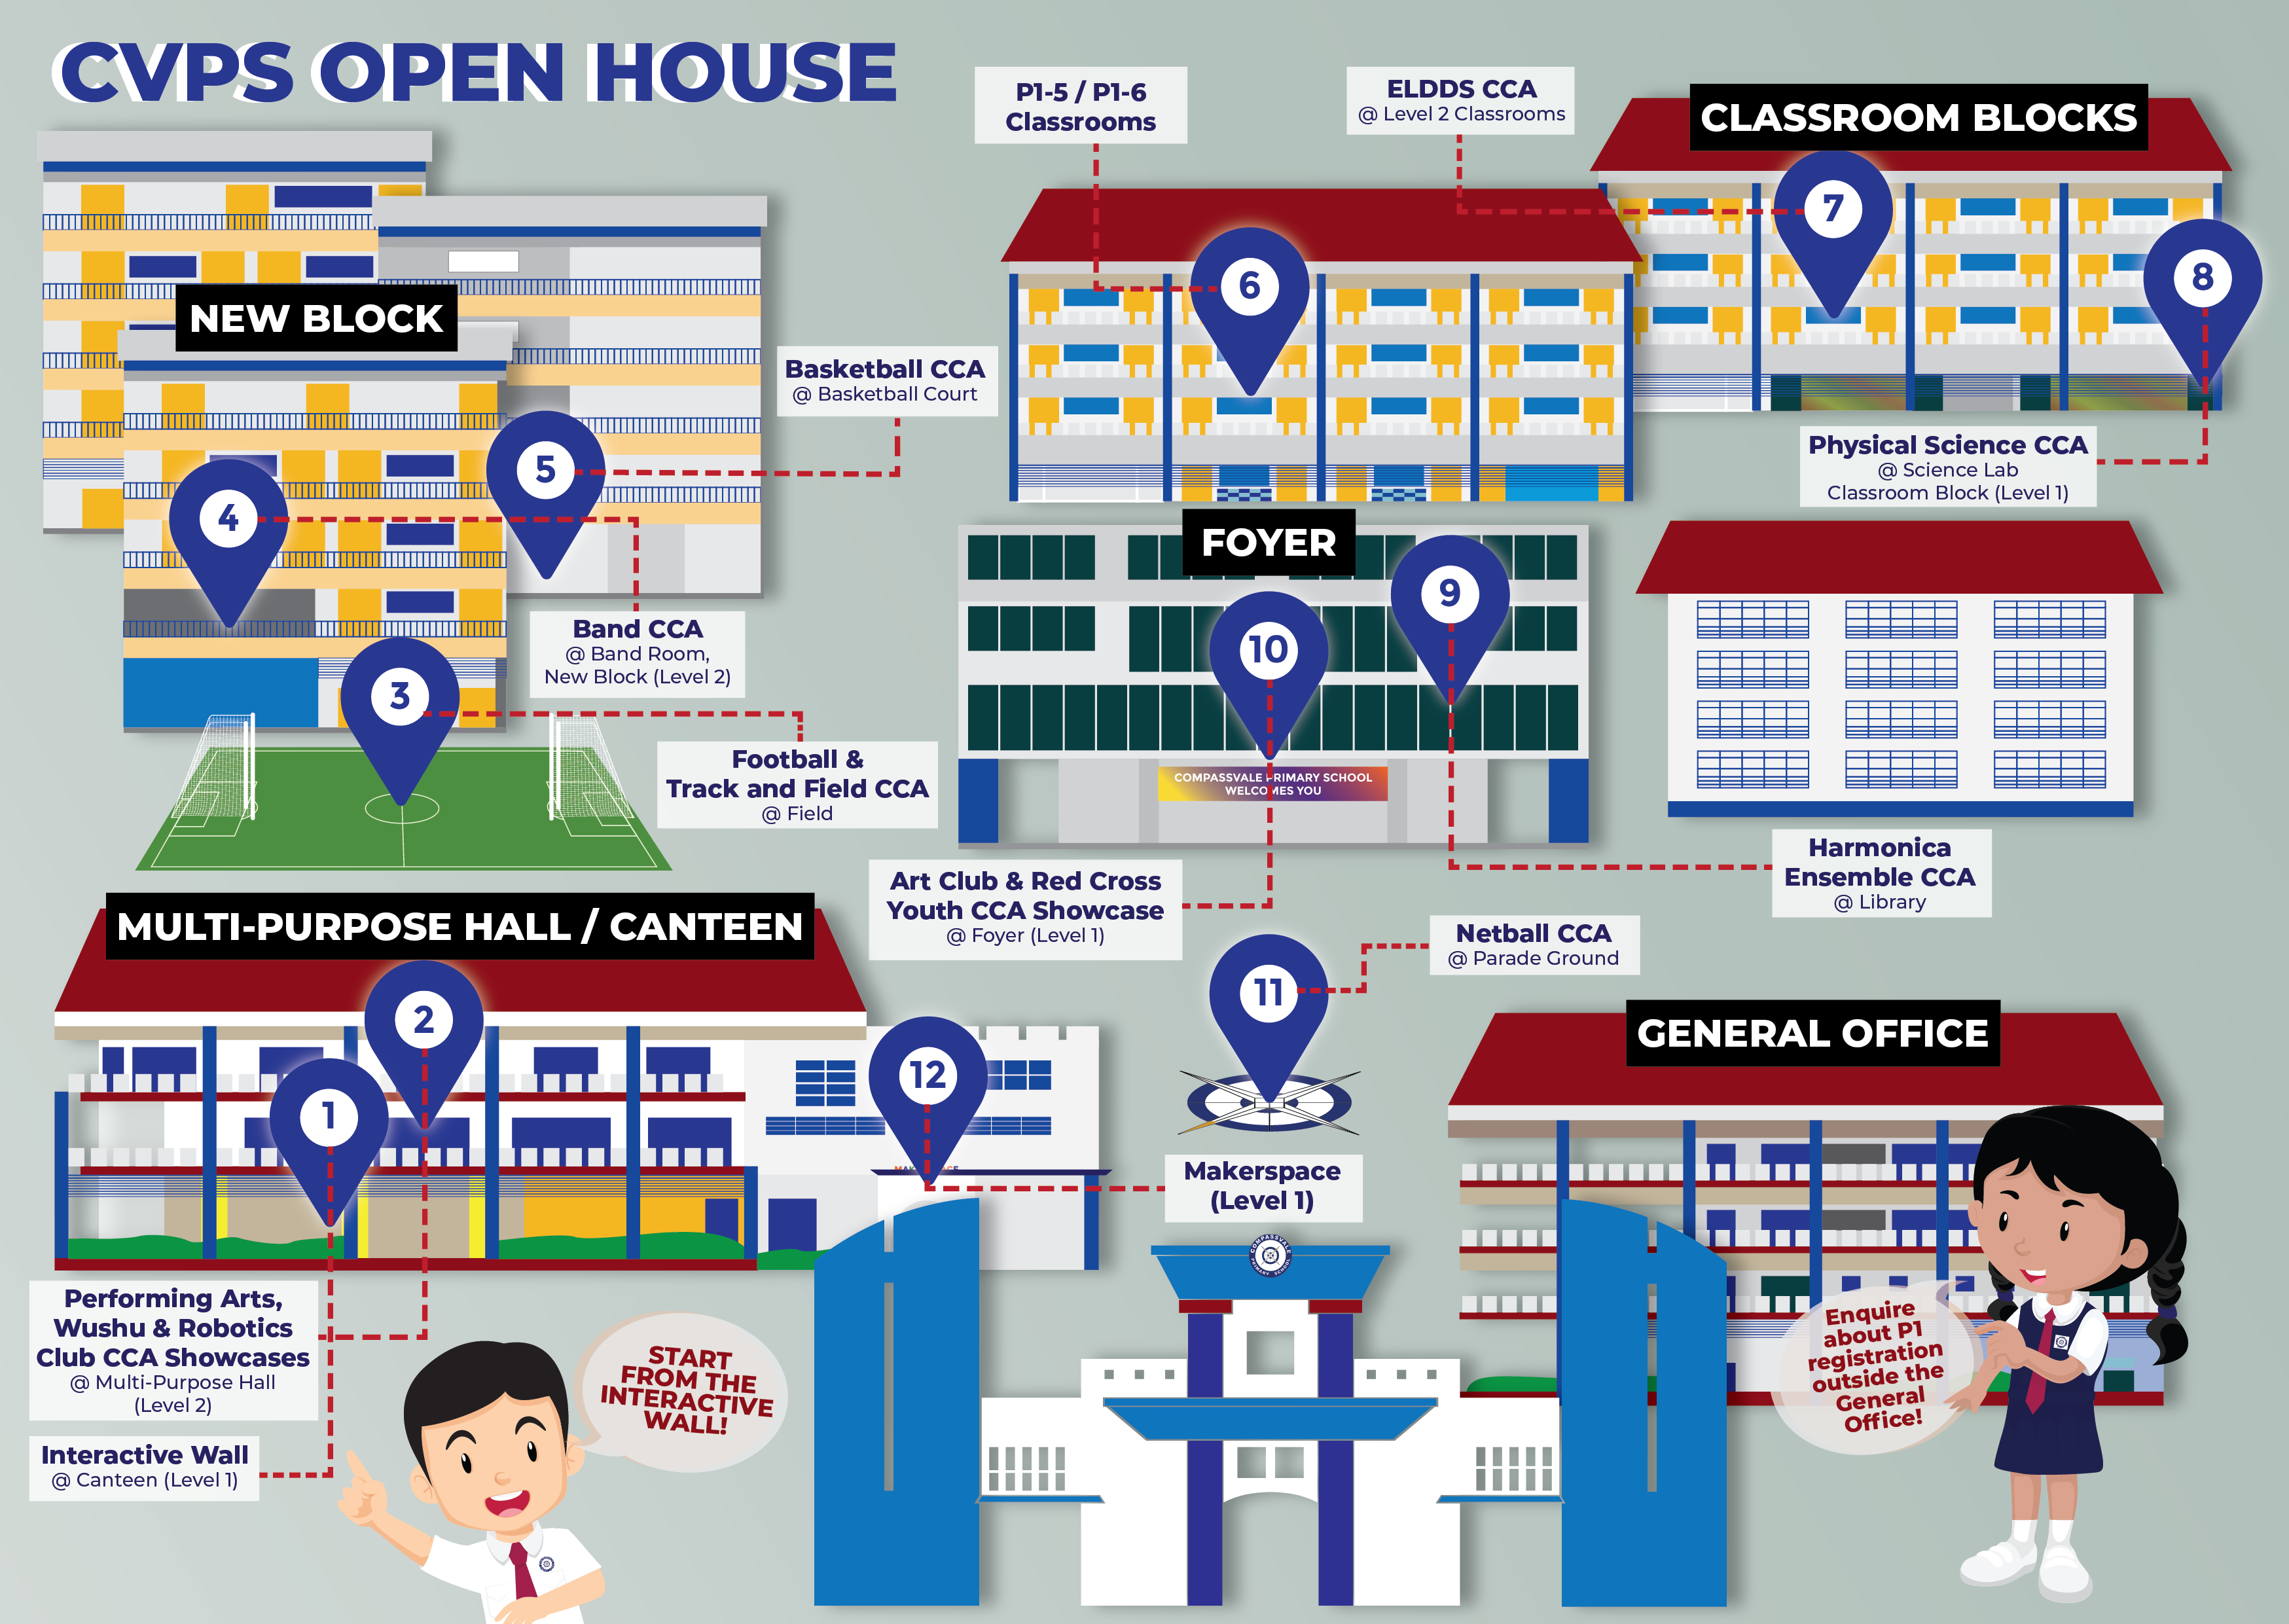 CVPS OPEN HOUSE
P1-5 / P1-6
Classrooms
ELDDS CCA
@ Level 2 Classrooms
CLASSROOM BLOCKS
7
8
6
NEW BLOCK
Basketball CCA
@ Basketball Court
5
4
Physical Science CCA
@ Science Lab
Classroom Block (Level 1)
FOYER
9
10
Band CCA
@ Band Room,
New Block (Level 2)
3
Football &
Track and Field CCA
@ Field
COMPASSVALE PRIMARY SCHOOL
WELCOMES YOU
Harmonica
Ensemble CCA
@ Library
Art Club & Red Cross
Youth CCA Showcase
@ Foyer (Level 1)
MULTI-PURPOSE HALL / CANTEEN
Netball CCA
@ Parade Ground
11
2
1
12
GENERAL OFFICE
Makerspace
(Level 1)
COMPASSVALE
PRIMARY SCHOOL
Performing Arts,
Wushu & Robotics
Club CCA Showcases
@ Multi-Purpose Hall
(Level 2)
Interactive Wall
@ Canteen (Level 1)
START
FROM THE
INTERACTIVE
WALL!
Enquire
about P1
registration
outside the
General
Office!